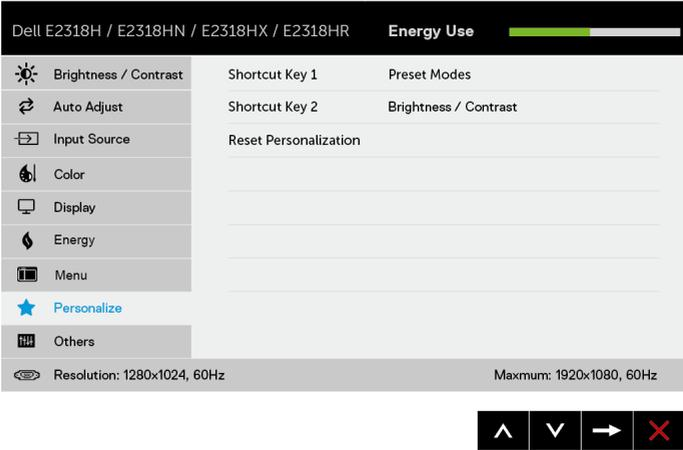 Dell E2318H / E2318HN / E2318HX / E2318HR Energy Use
Brightness / Contrast Shortcut Key 1 Preset Modes
Auto Adjust Shortcut Key 2 Brightness / Contrast
Input Source Reset Personalization
Color
Display
Energy
Menu
Personalize
Others
Resolution: 1280x1024, 60Hz Maxmum: 1920x1080, 60Hz